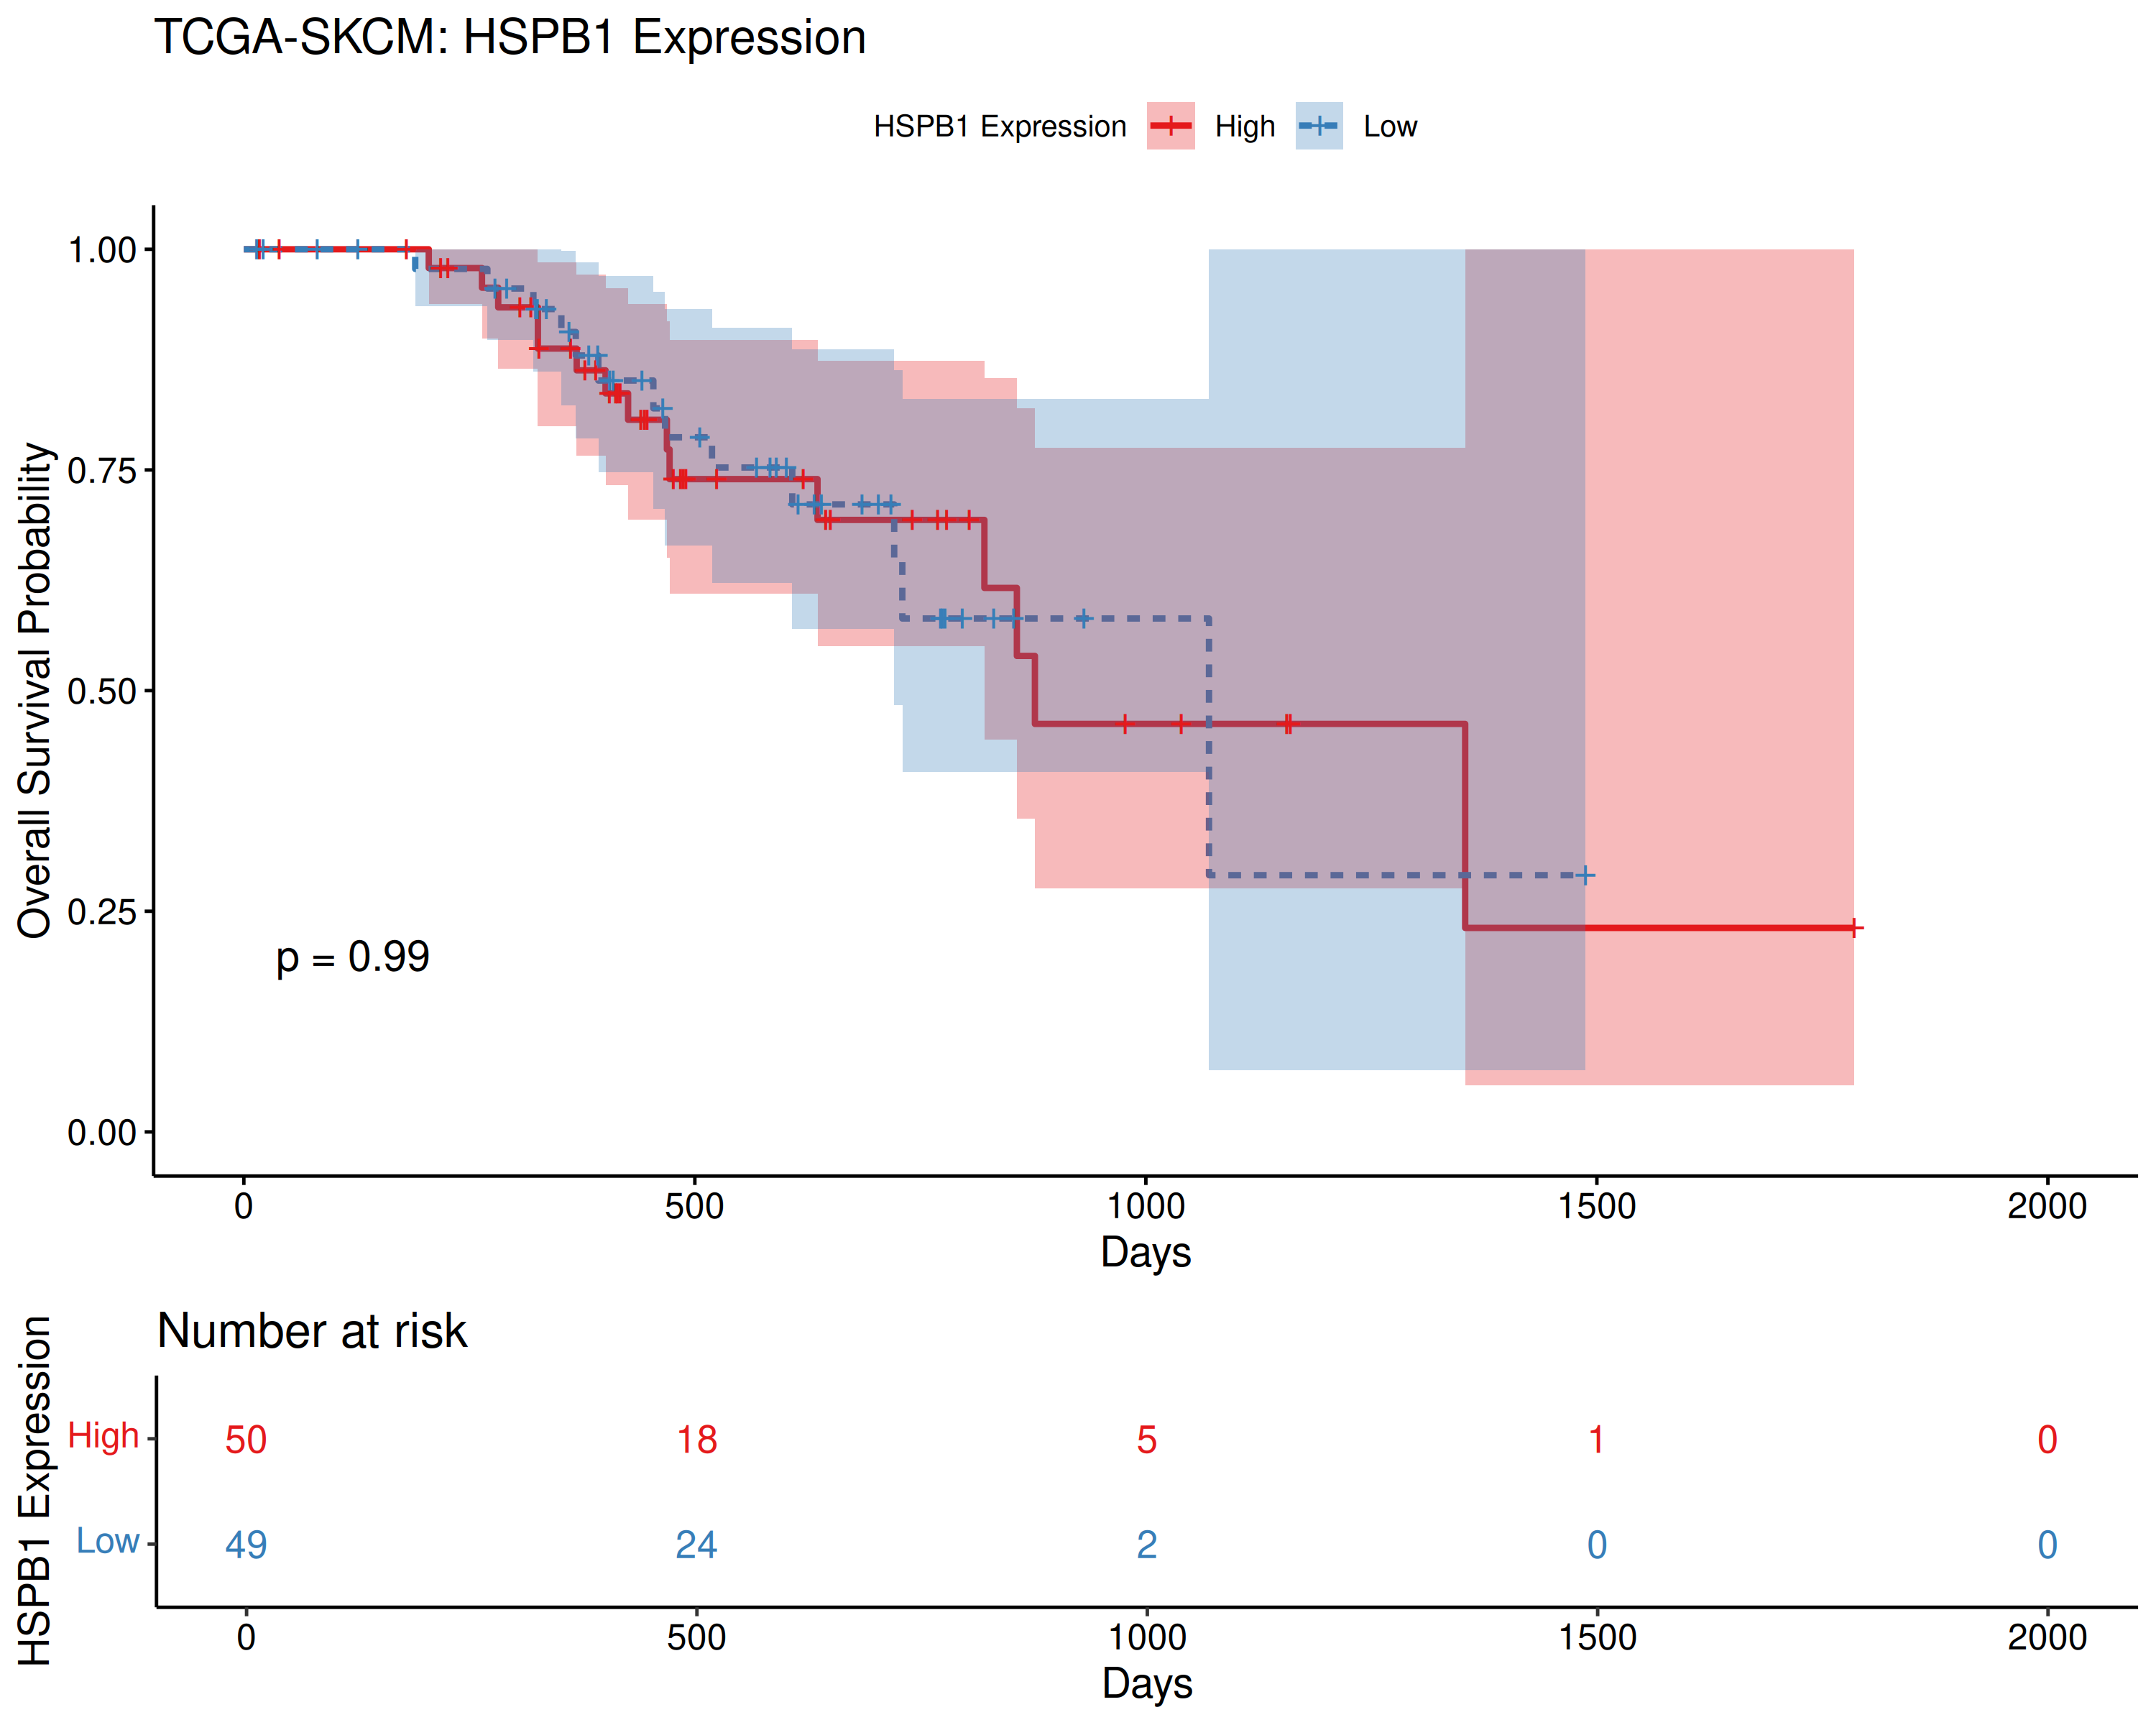 TCGA-SKCM: HSPB1 Expression
HSPB1 Expression High Low
Overall Survival Probability
1.00
0.75
0.50
0.25
0.00
p = 0.99
0 500 1000 1500 2000
Days
Number at risk
HSPB1 Expression
High 50 18 5 1 0
Low 49 24 2 0 0
0 500 1000 1500 2000
Days